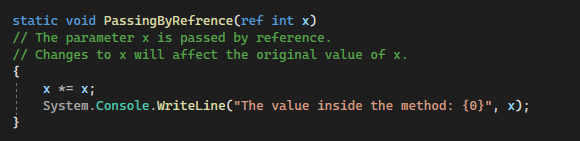 static void PassingByRefrence(ref int x)
// The parameter x is passed by reference.
// Changes to x will affect the original value of x.
{
    x *= x;
    System.Console.WriteLine("The value inside the method: {0}", x);
}